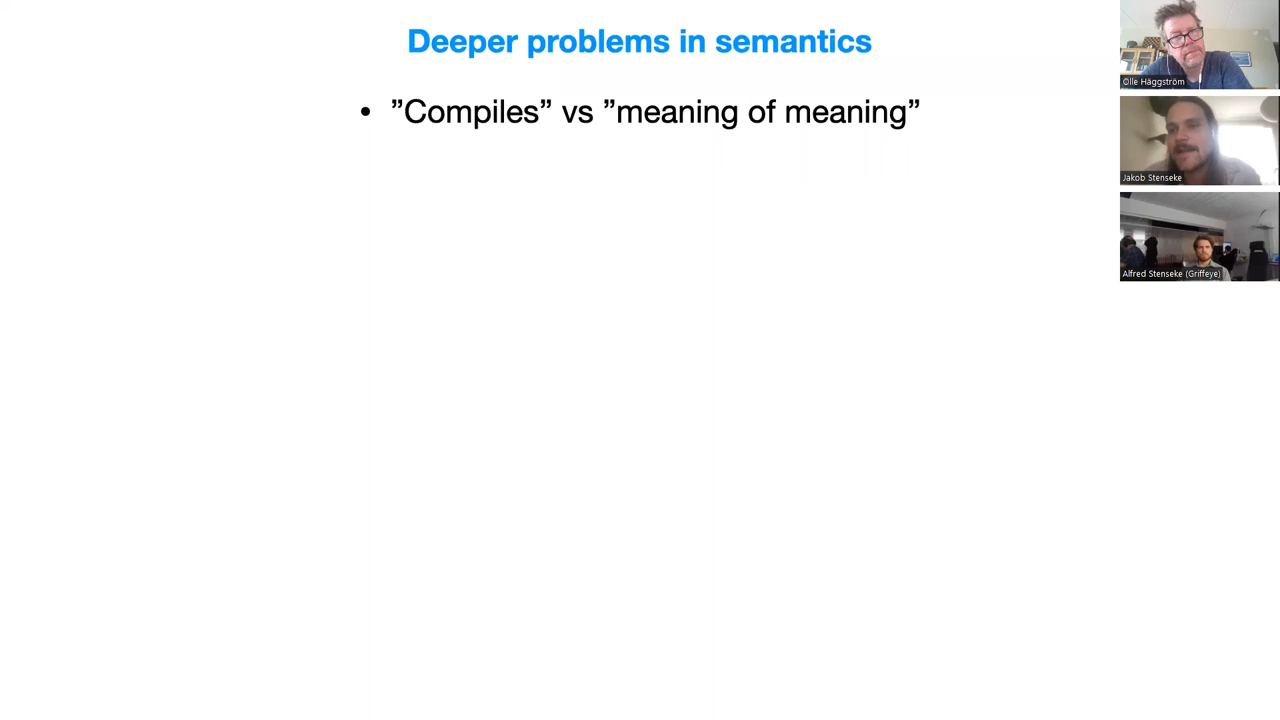 Deeper problems in semantics
• ”Compiles” vs ”meaning of meaning”
Olle Häggström
Jakob Stenseke
Alfred Stenseke (Griffeye)